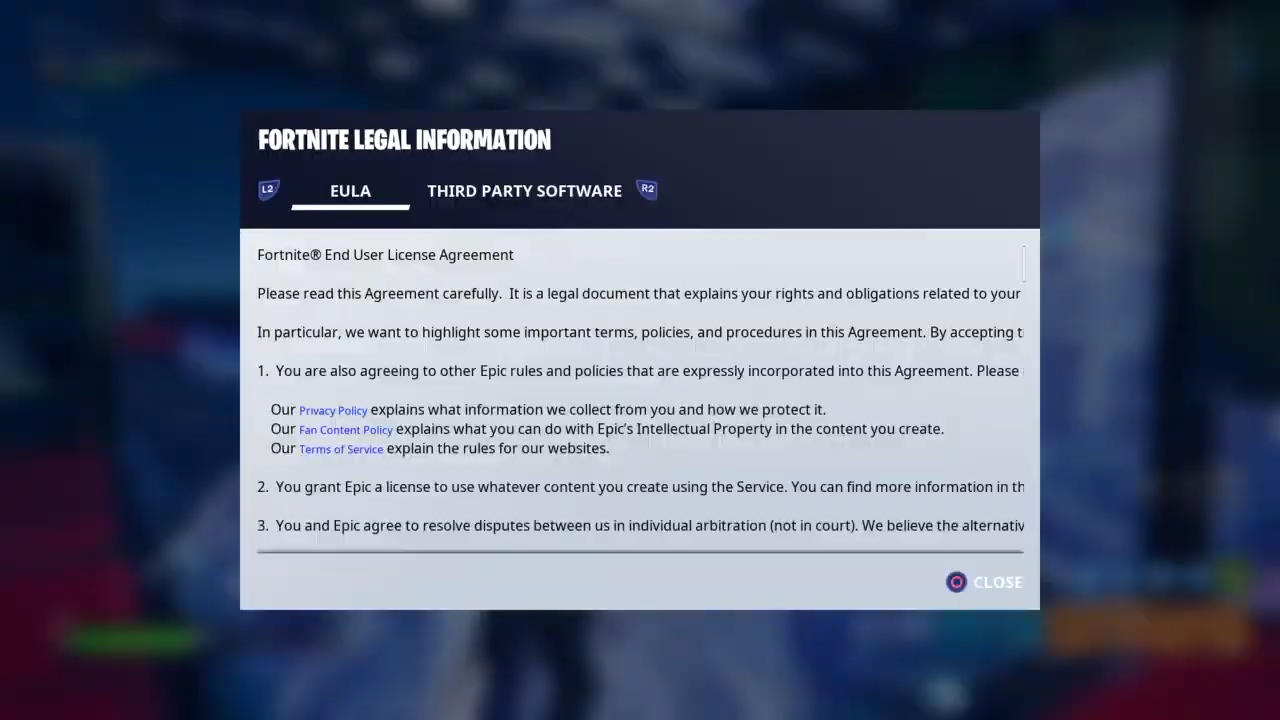 FORTNITE LEGAL INFORMATION
L2 EULA THIRD PARTY SOFTWARE R2
Fortnite® End User License Agreement
Please read this Agreement carefully.  It is a legal document that explains your rights and obligations related to your
In particular, we want to highlight some important terms, policies, and procedures in this Agreement. By accepting
1.  You are also agreeing to other Epic rules and policies that are expressly incorporated into this Agreement. Please
Our Privacy Policy explains what information we collect from you and how we protect it.
Our Fan Content Policy explains what you can do with Epic's Intellectual Property in the content you create.
Our Terms of Service explain the rules for our websites.
2.  You grant Epic a license to use whatever content you create using the Service. You can find more information in th
3.  You and Epic agree to resolve disputes between us in individual arbitration (not in court). We believe the alternativ
CLOSE